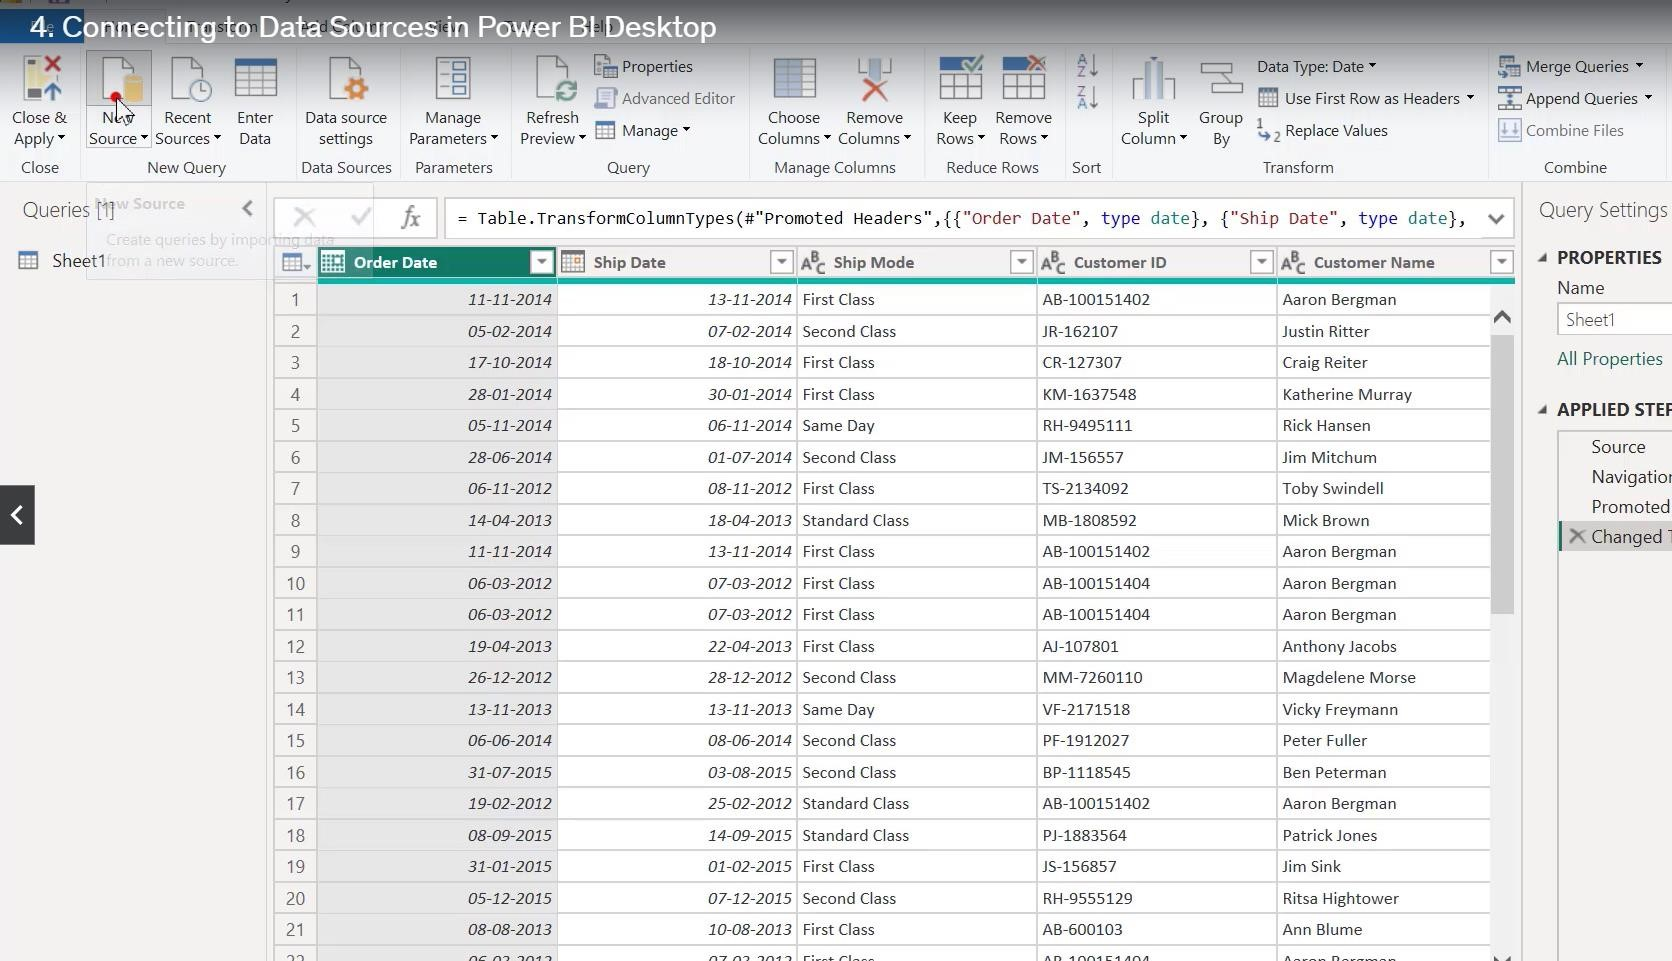 4. Connecting to Data Sources in Power BI Desktop
Close & Apply
New Source
Recent Sources
Enter Data
Data source settings
Manage Parameters
Refresh Preview
Properties
Advanced Editor
Manage
Choose Columns
Remove Columns
Keep Rows
Remove Rows
Split Column
Group By
Data Type: Date
Use First Row as Headers
Replace Values
Merge Queries
Append Queries
Combine Files
Close
New Query
Data Sources
Parameters
Query
Manage Columns
Reduce Rows
Sort
Transform
Combine
Queries [1]
New Source
Create queries by importing data
from a new source.
Sheet1
fx
= Table.TransformColumnTypes(#"Promoted Headers",{{"Order Date", type date}, {"Ship Date", type date},
Order Date Ship Date ABC Ship Mode ABC Customer ID ABC Customer Name
1 11-11-2014 13-11-2014 First Class AB-100151402 Aaron Bergman
2 05-02-2014 07-02-2014 Second Class JR-162107 Justin Ritter
3 17-10-2014 18-10-2014 First Class CR-127307 Craig Reiter
4 28-01-2014 30-01-2014 First Class KM-1637548 Katherine Murray
5 05-11-2014 06-11-2014 Same Day RH-9495111 Rick Hansen
6 28-06-2014 01-07-2014 Second Class JM-156557 Jim Mitchum
7 06-11-2012 08-11-2012 First Class TS-2134092 Toby Swindell
8 14-04-2013 18-04-2013 Standard Class MB-1808592 Mick Brown
9 11-11-2014 13-11-2014 First Class AB-100151402 Aaron Bergman
10 06-03-2012 07-03-2012 First Class AB-100151404 Aaron Bergman
11 06-03-2012 07-03-2012 First Class AB-100151404 Aaron Bergman
12 19-04-2013 22-04-2013 First Class AJ-107801 Anthony Jacobs
13 26-12-2012 28-12-2012 Second Class MM-7260110 Magdelene Morse
14 13-11-2013 13-11-2013 Same Day VF-2171518 Vicky Freymann
15 06-06-2014 08-06-2014 Second Class PF-1912027 Peter Fuller
16 31-07-2015 03-08-2015 Second Class BP-1118545 Ben Peterman
17 19-02-2012 25-02-2012 Standard Class AB-100151402 Aaron Bergman
18 08-09-2015 14-09-2015 Standard Class PJ-1883564 Patrick Jones
19 31-01-2015 01-02-2015 First Class JS-156857 Jim Sink
20 05-12-2015 07-12-2015 Second Class RH-9555129 Ritsa Hightower
21 08-08-2013 10-08-2013 First Class AB-600103 Ann Blume
Query Settings
PROPERTIES
Name
Sheet1
All Properties
APPLIED STEP
Source
Navigation
Promoted
Changed T